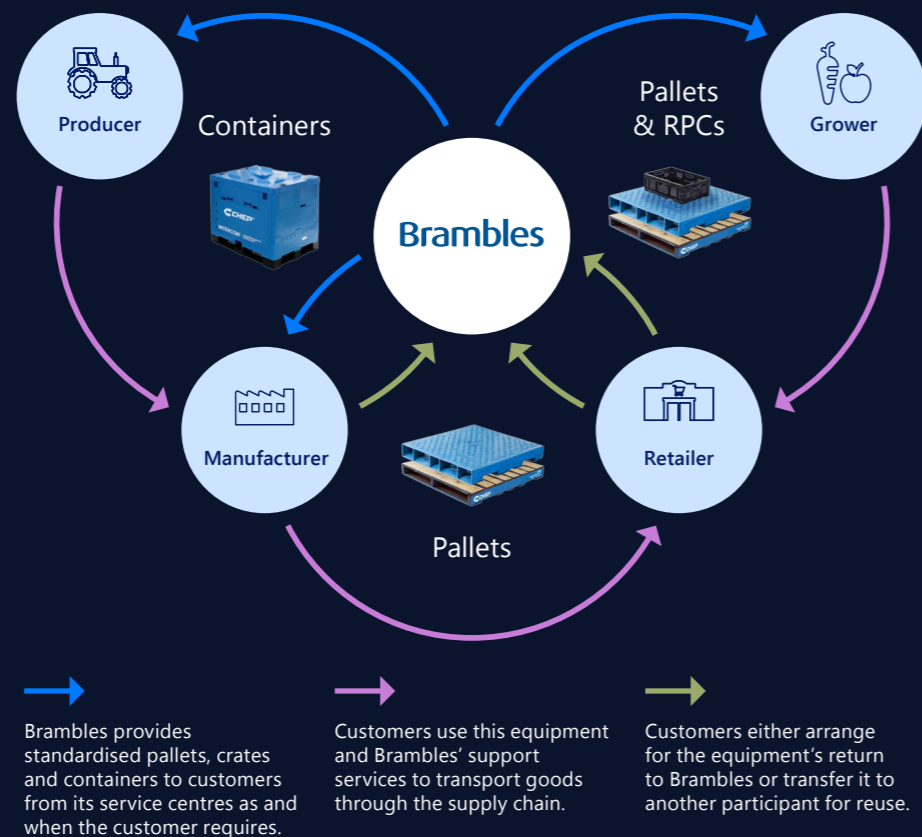 Producer
Containers
Pallets
& RPCs
Grower
CHEP
Brambles
Manufacturer
Retailer
Pallets
Brambles provides
standardised pallets, crates
and containers to customers
from its service centres as and
when the customer requires.
Customers use this equipment
and Brambles’ support
services to transport goods
through the supply chain.
Customers either arrange
for the equipment’s return
to Brambles or transfer it to
another participant for reuse.